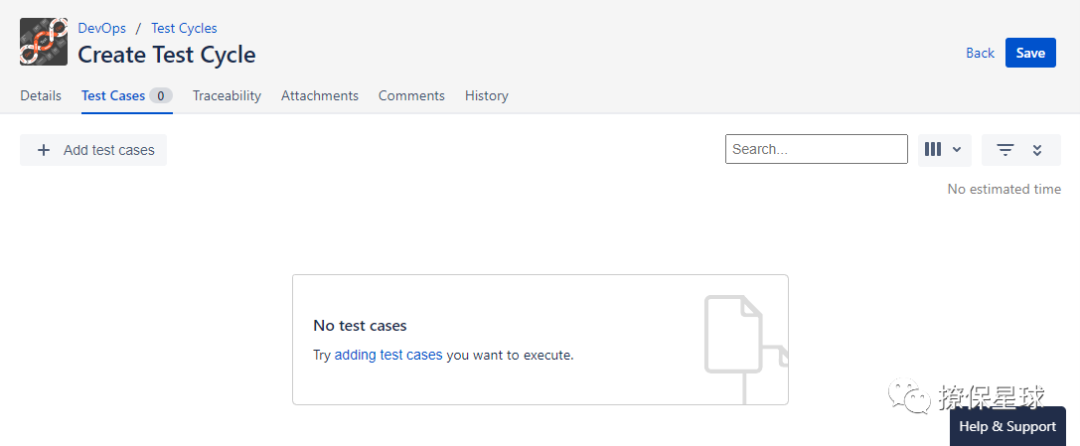 DevOps / Test Cycles
Create Test Cycle
Back Save
Details Test Cases 0 Traceability Attachments Comments History
+ Add test cases Search...
No estimated time
No test cases
Try adding test cases you want to execute.
撩保星球
Help & Support